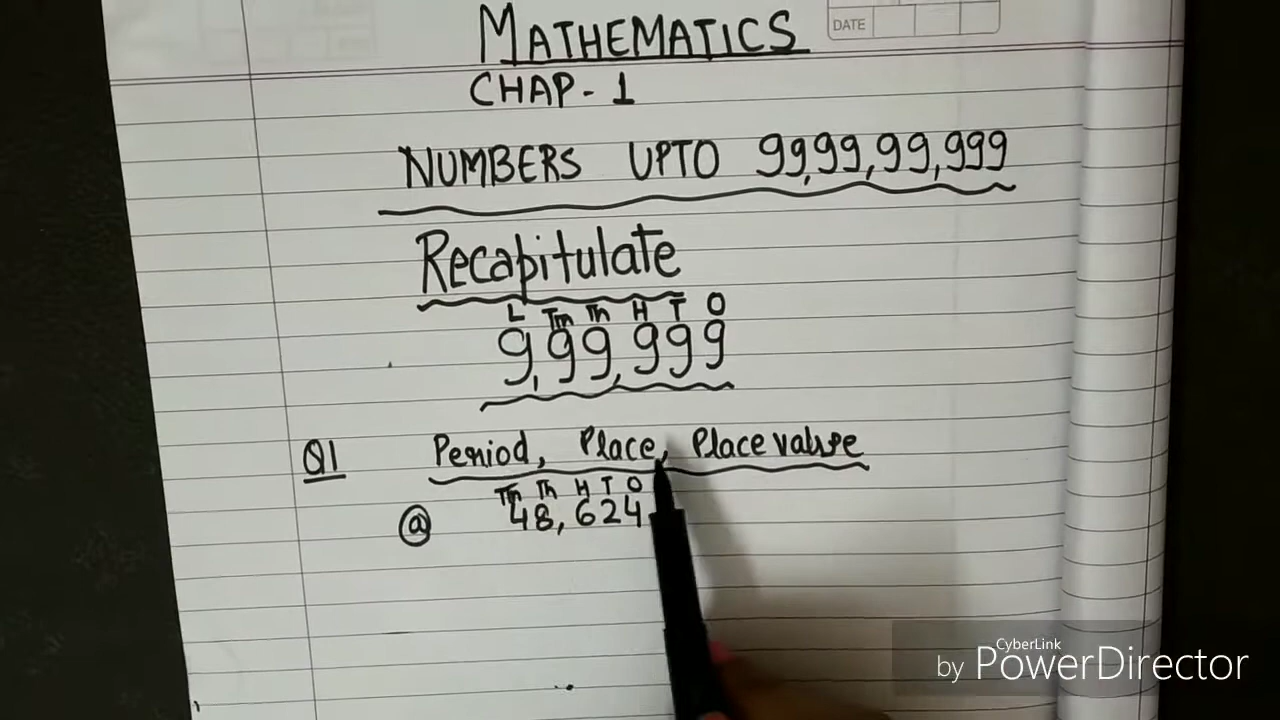 DATE
MATHEMATICS
CHAP - 1
NUMBERS UPTO 99,99,99,999
Recapitulate
L Tth Th H T O
9,99,999
Q1 Period, Place, Place value
Tth Th H T O
ⓐ 48,624
CyberLink
by PowerDirector